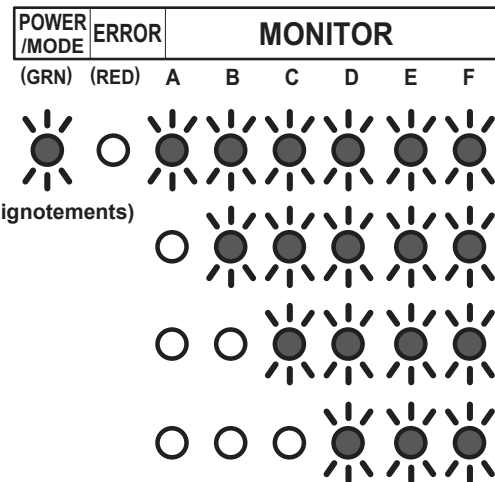 POWER
/MODE ERROR MONITOR
(GRN) (RED) A B C D E F
ignotements)